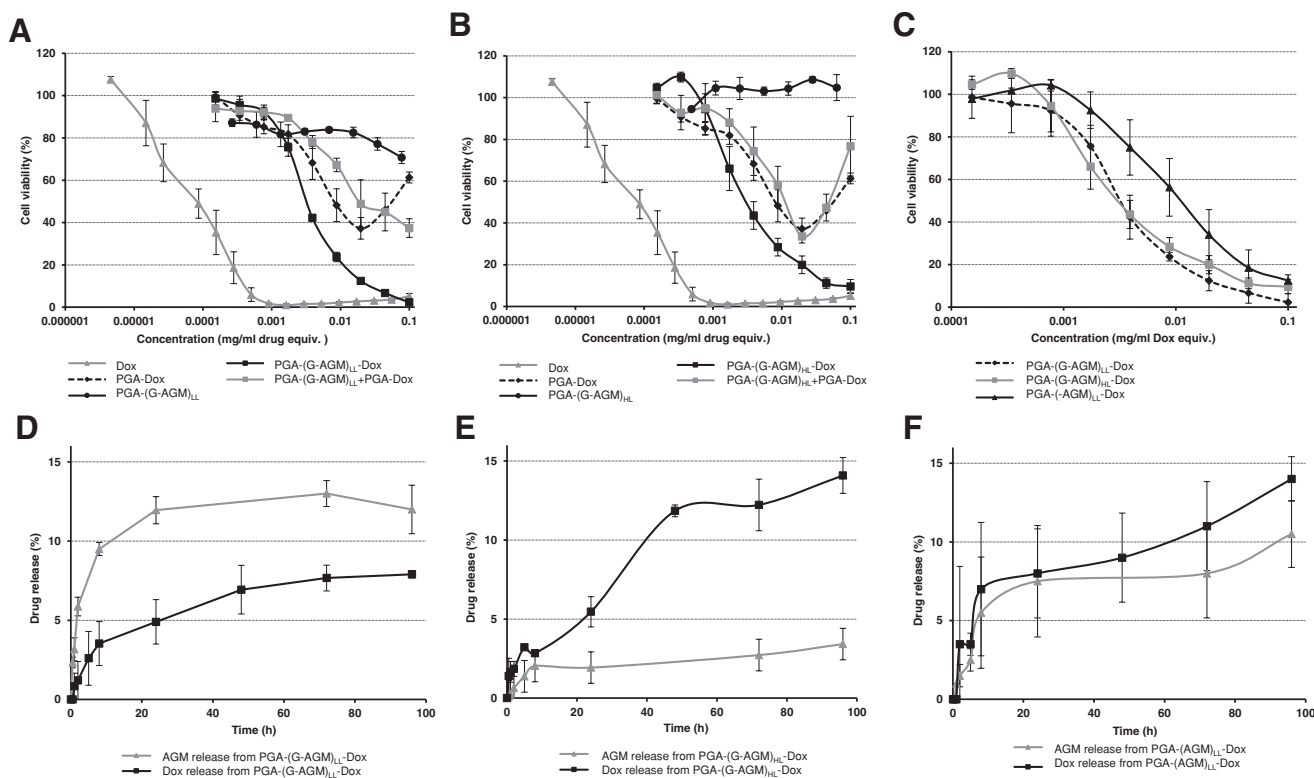 A
120
100
80
60
40
20
0
Cell viability (%)
0.000001 0.00001 0.0001 0.001 0.01 0.1
Concentration (mg/ml drug equiv. )
Dox
PGA-Dox
PGA-(G-AGM)LL
PGA-(G-AGM)LL-Dox
PGA-(G-AGM)LL+PGA-Dox
B
120
100
80
60
40
20
0
Cell viability (%)
0.000001 0.00001 0.0001 0.001 0.01 0.1
Concentration (mg/ml drug equiv.)
Dox
PGA-Dox
PGA-(G-AGM)HL
PGA-(G-AGM)HL-Dox
PGA-(G-AGM)HL+PGA-Dox
C
120
100
80
60
40
20
0
Cell viability (%)
0.0001 0.001 0.01 0.1
Concentration (mg/ml Dox equiv.)
PGA-(G-AGM)LL-Dox
PGA-(G-AGM)HL-Dox
PGA-(-AGM)LL-Dox
D
15
10
5
0
Drug release (%)
0 20 40 60 80 100
Time (h)
AGM release from PGA-(G-AGM)LL-Dox
Dox release from PGA-(G-AGM)LL-Dox
E
15
10
5
0
Drug release (%)
0 20 40 60 80 100
Time (h)
AGM release from PGA-(G-AGM)HL-Dox
Dox release from PGA-(G-AGM)HL-Dox
F
15
10
5
0
Drug release (%)
0 20 40 60 80 100
Time (h)
AGM release from PGA-(AGM)LL-Dox
Dox release from PGA-(AGM)LL-Dox